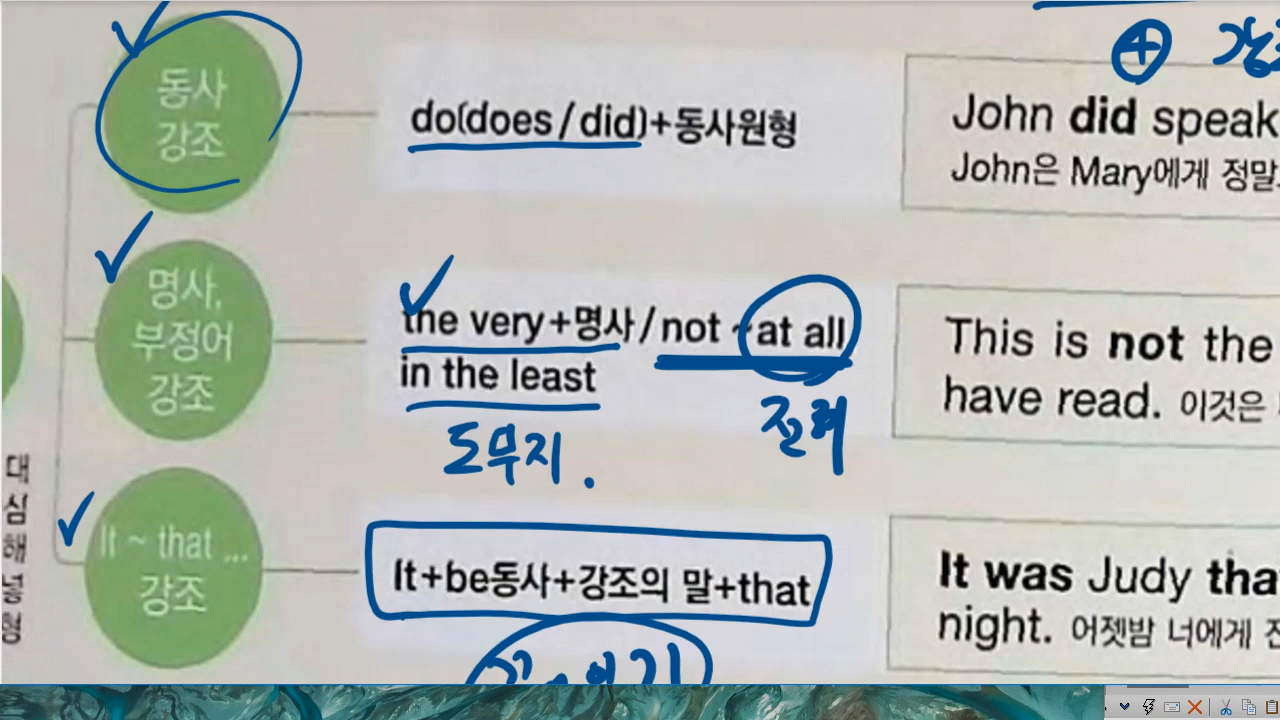 ⊕
동사
강조
do(does/did)+동사원형
John did speak
John은 Mary에게 정말
명사,
부정어
강조
the very+명사/not ~at all
in the least
도무지.
전혀
This is not the
have read. 이것은
It ~ that ...
강조
It+be동사+강조의 말+that
It was Judy tha
night. 어젯밤 너에게 전